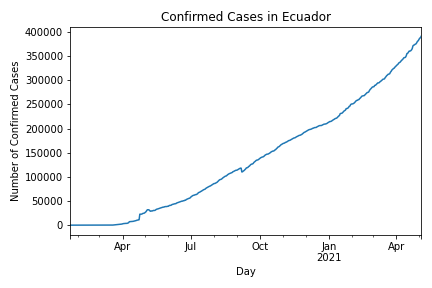 Confirmed Cases in Ecuador
400000
350000
300000
250000
200000
150000
100000
50000
0
Number of Confirmed Cases
Apr Jul Oct Jan Apr
2021
Day